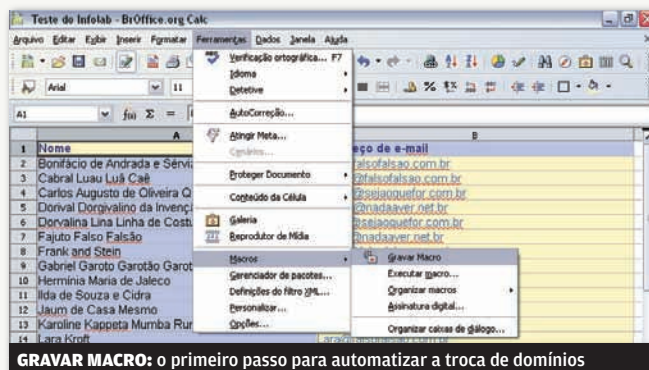 Teste do Infolab - BrOffice.org Calc
Arquivo Editar Exibir Inserir Formatar Ferramentas Dados Janela Ajuda
Arial 11
A1 f(x) Σ =
Verificação ortográfica... F7
Idioma
Detetive
AutoCorreção...
Atingir Meta...
Cenários...
Proteger Documento
Conteúdo da Célula
Galeria
Reprodutor de Mídia
Macros
Gerenciador de pacotes...
Definições do filtro XML...
Personalizar...
Opções...
Gravar Macro
Executar macro...
Organizar macros
Assinatura digital...
Organizar caixas de diálogo...
A B
1 Nome eço de e-mail
2 Bonifácio de Andrada e Sérvi falsofalsao.com.br
3 Cabral Luau Luã Caê @falsofalsao.com.br
4 Carlos Augusto de Oliveira Q @sejaoquefor.com.br
5 Dorival Dorgivalino da Invenç @nadaaver.net.br
6 Dorvalina Lina Linha de Costu @sejaoquefor.com.br
7 Fajuto Falso Falsão @nadaaver.net.br
8 Frank and Stein
9 Gabriel Garoto Garotão Garot
10 Hermínia Maria de Jaleco
11 Ilda de Souza e Cidra
12 Jaum de Casa Mesmo
13 Karoline Kappeta Mumba Rur
14 Lara Kroft
GRAVAR MACRO: o primeiro passo para automatizar a troca de domínios